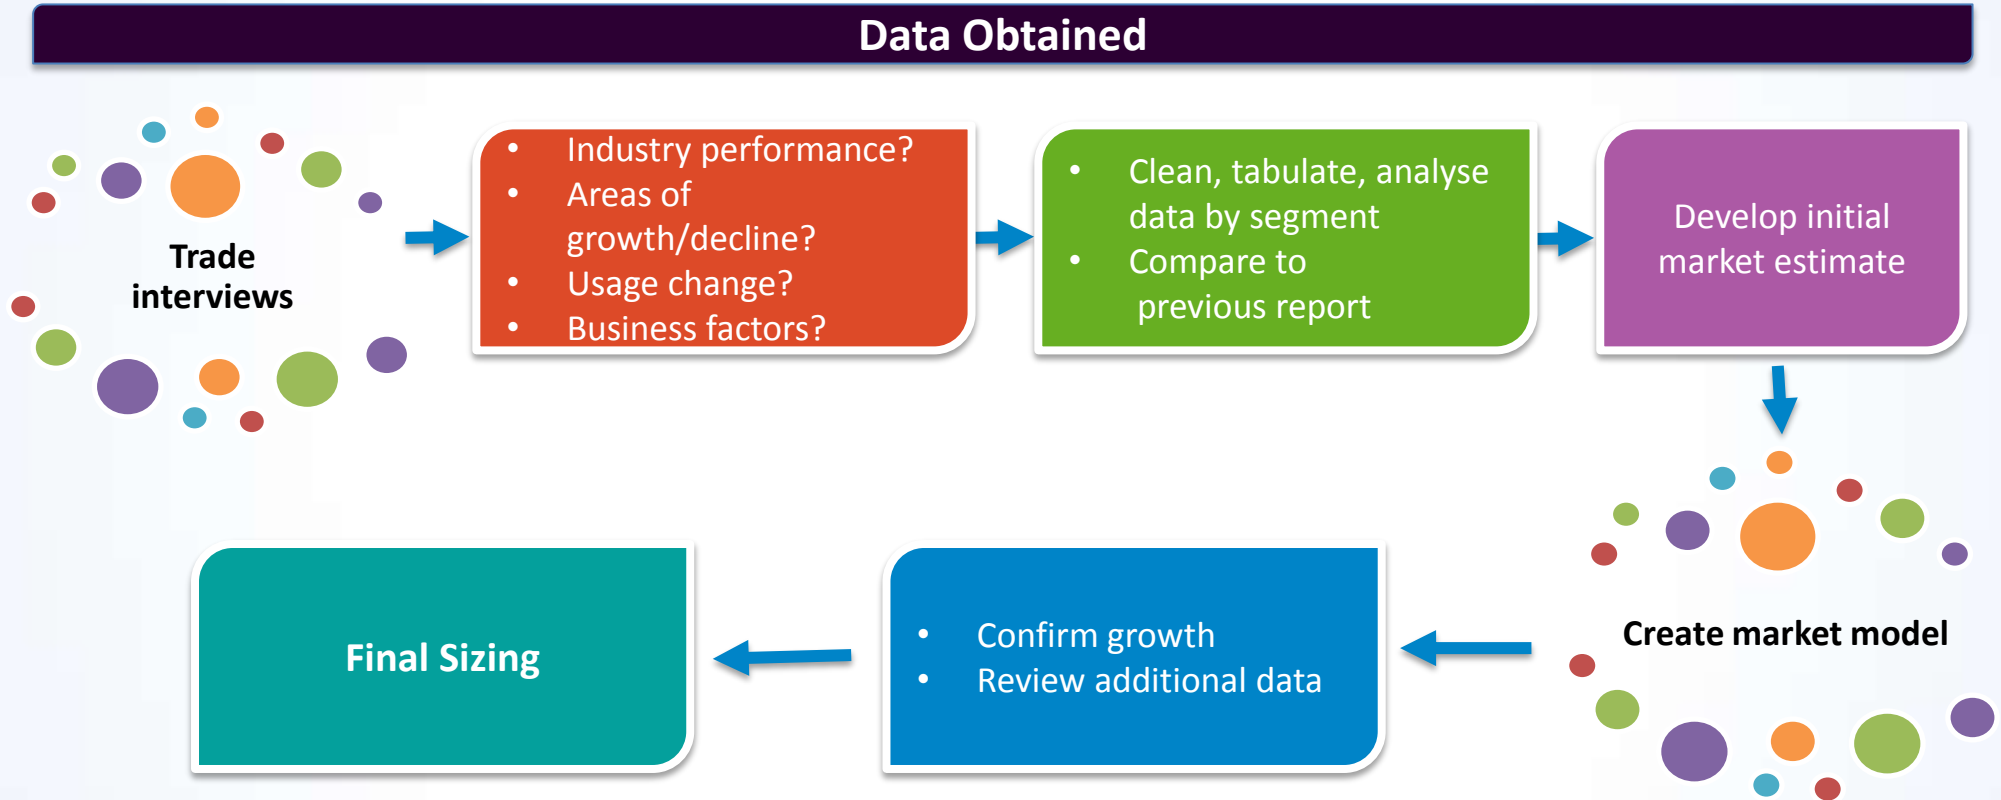 Data Obtained
Trade
interviews
• Industry performance?
• Areas of
growth/decline?
• Usage change?
• Business factors?
• Clean, tabulate, analyse
data by segment
• Compare to
previous report
Develop initial
market estimate
Create market model
• Confirm growth
• Review additional data
Final Sizing